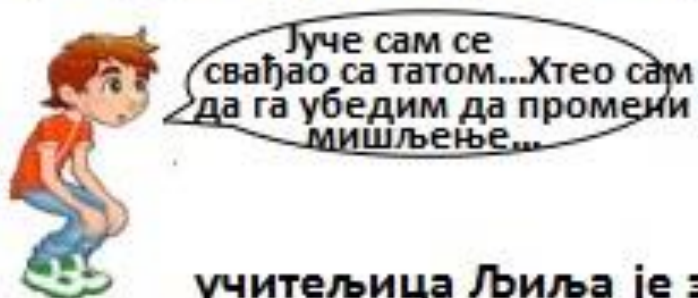 Јуче сам се
свађао са татом...Хтео сам
да га убедим да промени
мишљење...
учитељица Љиља је